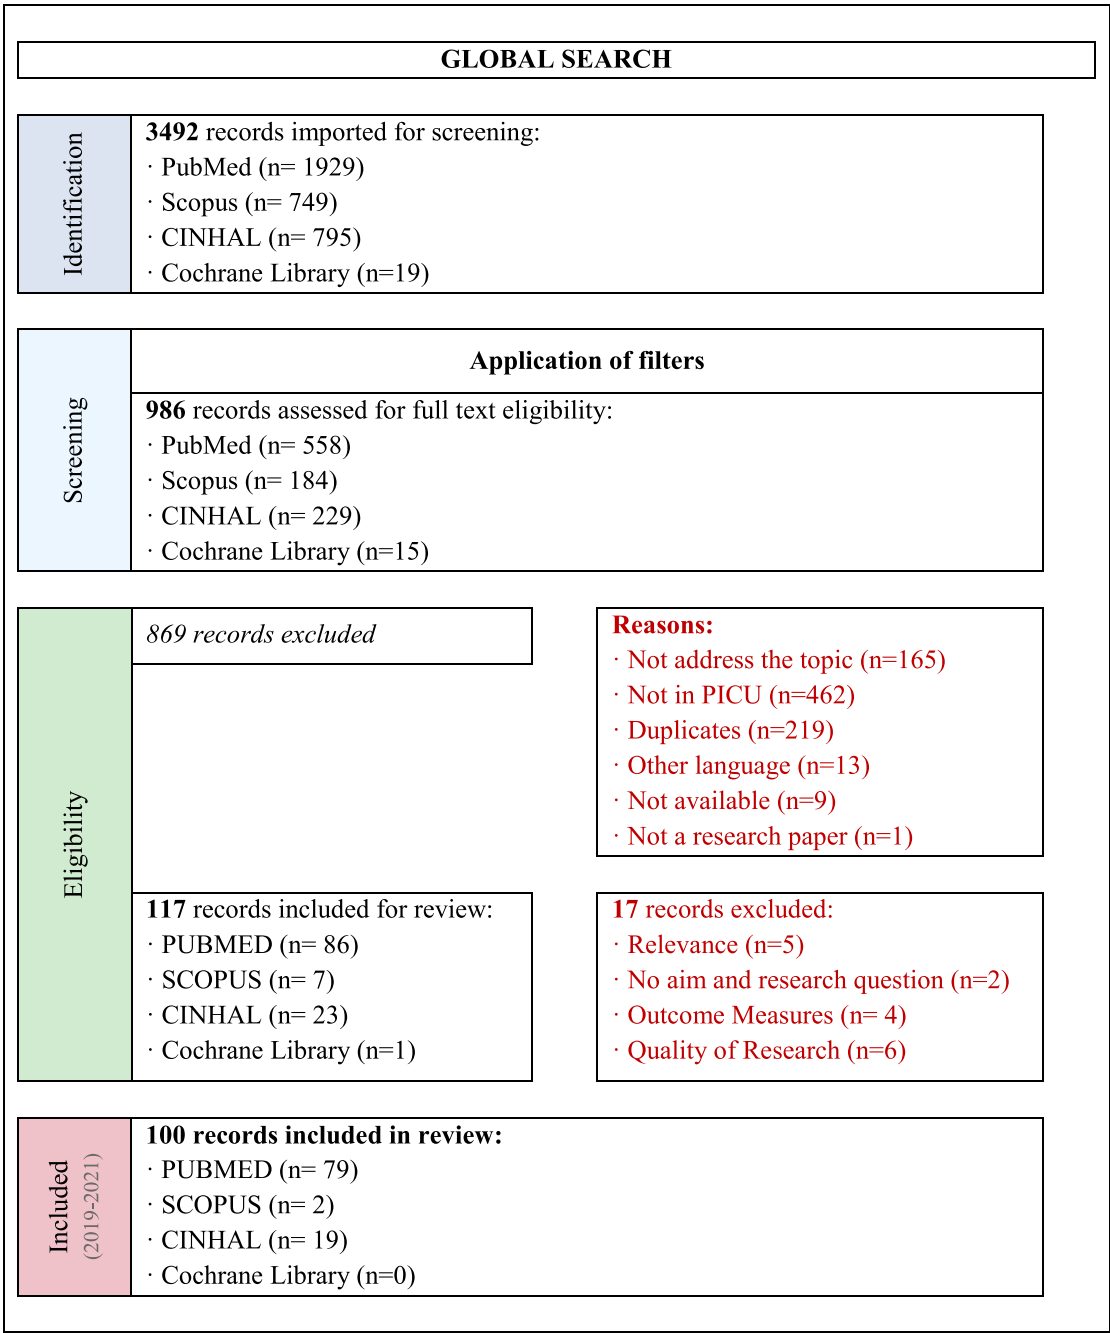 GLOBAL SEARCH
Identification
3492 records imported for screening:
· PubMed (n= 1929)
· Scopus (n= 749)
· CINHAL (n= 795)
· Cochrane Library (n=19)
Screening
Application of filters
986 records assessed for full text eligibility:
· PubMed (n= 558)
· Scopus (n= 184)
· CINHAL (n= 229)
· Cochrane Library (n=15)
Eligibility
869 records excluded
Reasons:
· Not address the topic (n=165)
· Not in PICU (n=462)
· Duplicates (n=219)
· Other language (n=13)
· Not available (n=9)
· Not a research paper (n=1)
117 records included for review:
· PUBMED (n= 86)
· SCOPUS (n= 7)
· CINHAL (n= 23)
· Cochrane Library (n=1)
17 records excluded:
· Relevance (n=5)
· No aim and research question (n=2)
· Outcome Measures (n= 4)
· Quality of Research (n=6)
Included
(2019-2021)
100 records included in review:
· PUBMED (n= 79)
· SCOPUS (n= 2)
· CINHAL (n= 19)
· Cochrane Library (n=0)